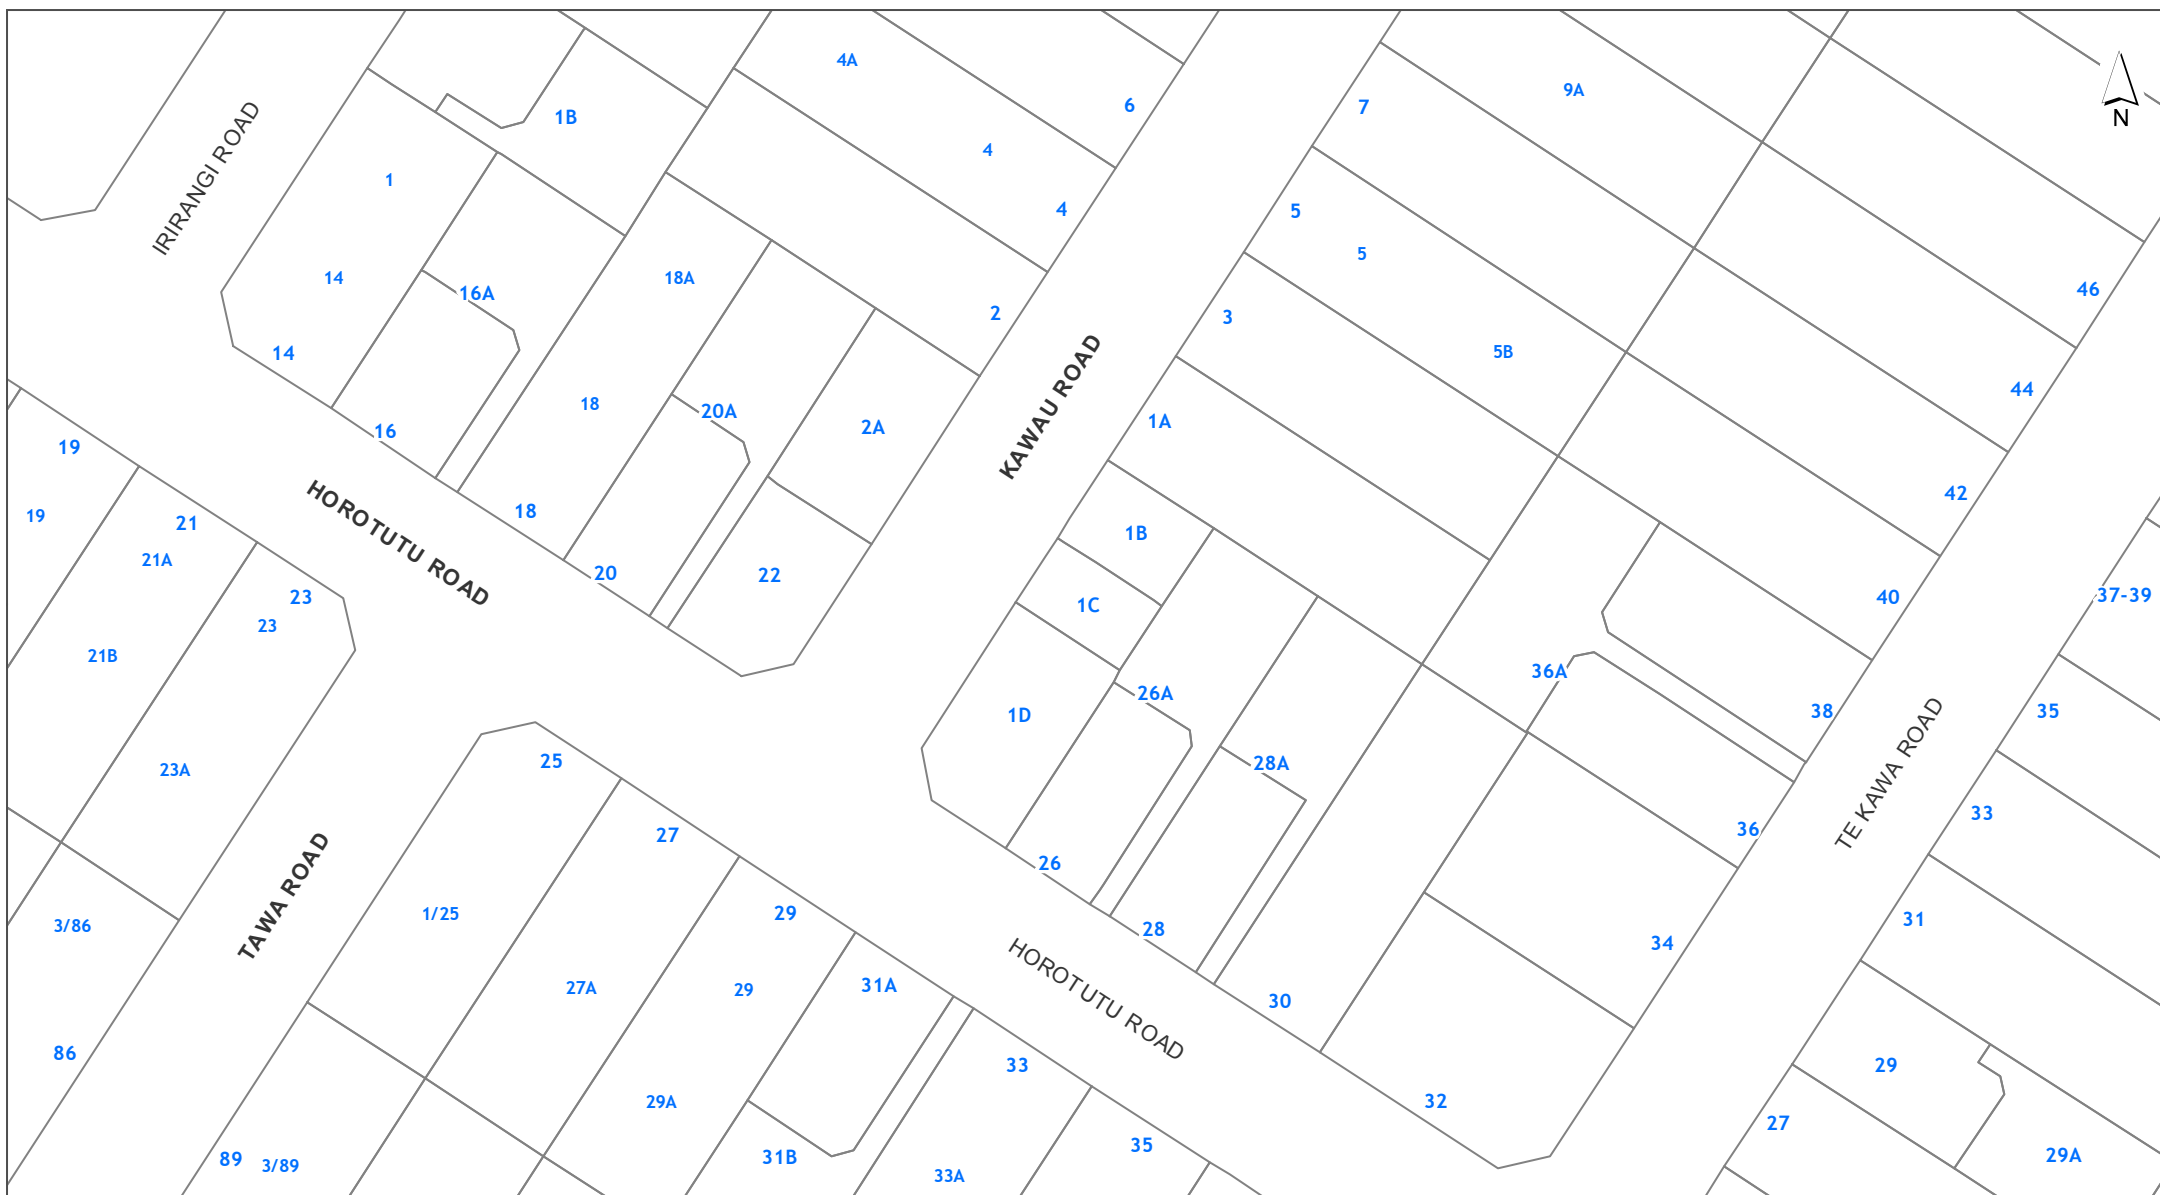 4A
9A
6
7
1B
N
4
1
4
5
5
IRIRANGI ROAD
14
18A
16A
46
2
3
14
5B
KAWAU ROAD
44
18
20A
1A
2A
16
19
42
18
19
21
1B
HOROTUTU ROAD
21A
20
22
37-39
23
40
1C
23
21B
36A
26A
35
38
1D
25
28A
23A
TE KAWA ROAD
33
27
36
26
TAWA ROAD
1/25
29
31
3/86
28
34
27A
29
31A
30
HOROTUTU ROAD
86
33
29
29A
32
27
35
29A
31B
89
3/89
33A